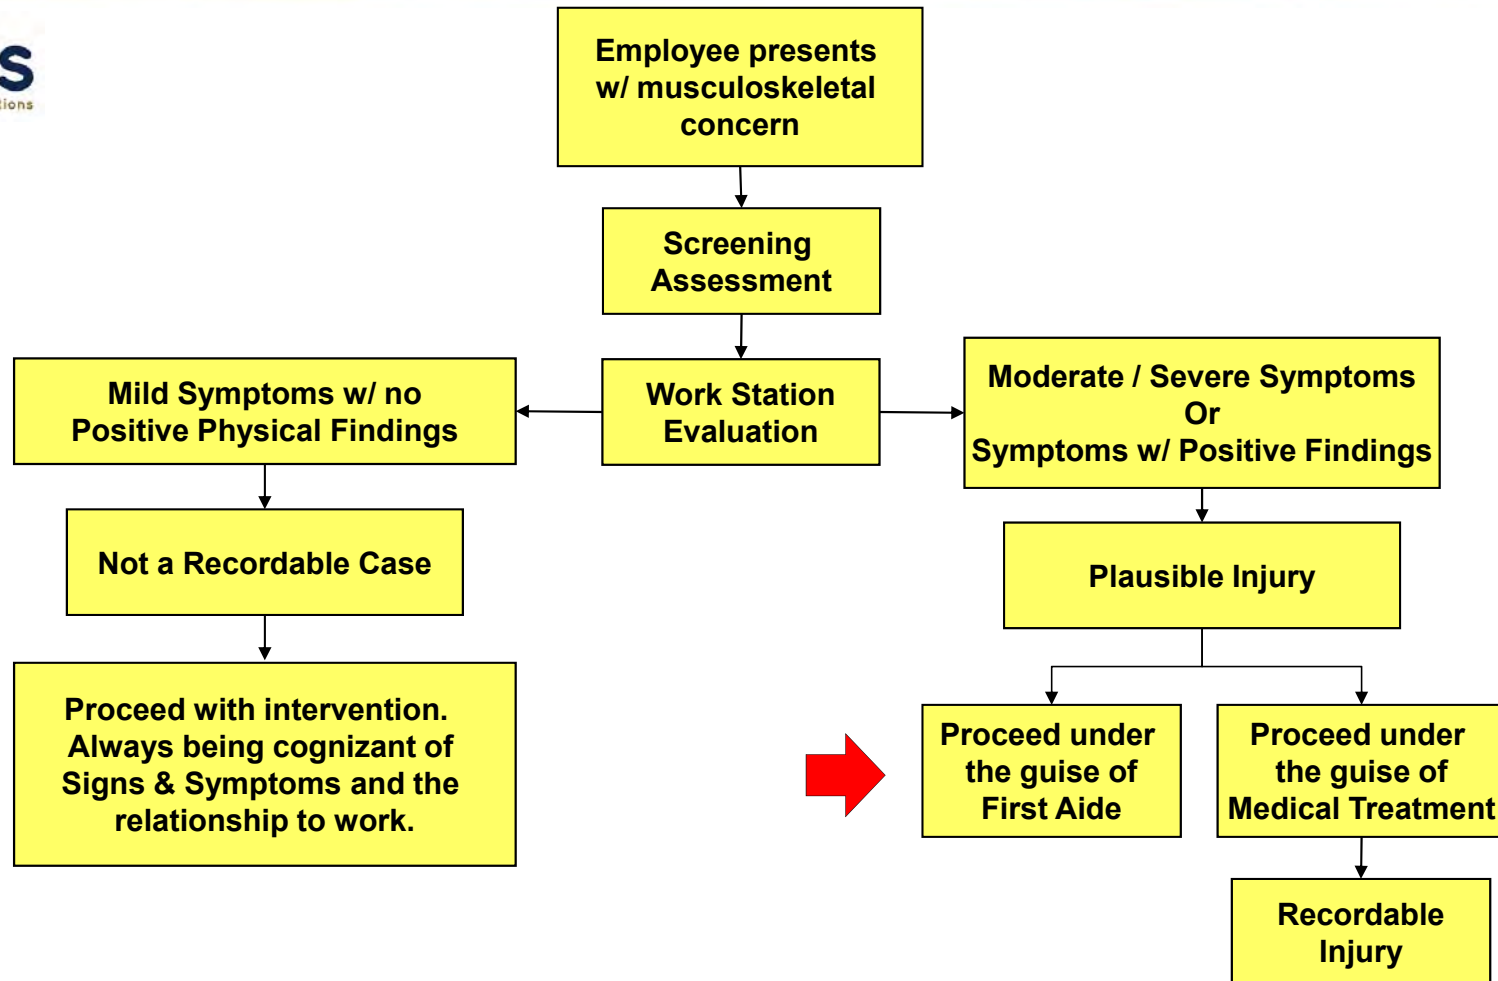 s
tions
Employee presents
w/ musculoskeletal
concern
Screening
Assessment
Mild Symptoms w/ no
Positive Physical Findings
Work Station
Evaluation
Moderate / Severe Symptoms
Or
Symptoms w/ Positive Findings
Not a Recordable Case
Plausible Injury
Proceed with intervention.
Always being cognizant of
Signs & Symptoms and the
relationship to work.
Proceed under
the guise of
First Aide
Proceed under
the guise of
Medical Treatment
Recordable
Injury